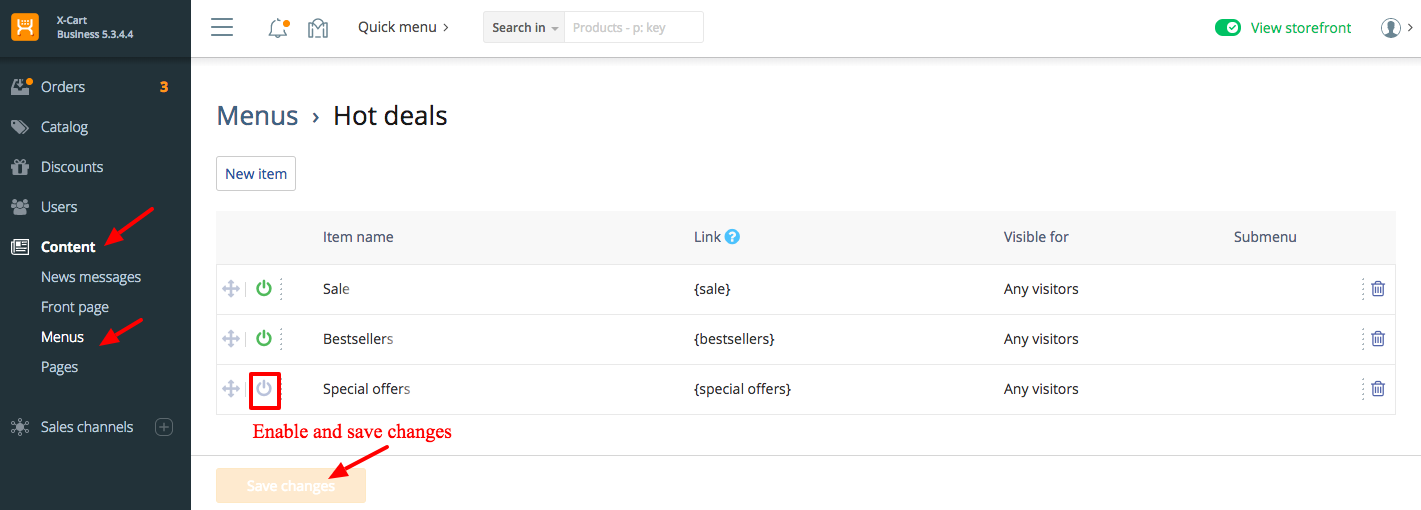 X-Cart
Business 5.3.4.4
Quick menu
Search in
Products - p: key
View storefront
Orders 3
Catalog
Discounts
Users
Content
News messages
Front page
Menus
Pages
Sales channels
Menus › Hot deals
New item
Item name Link ? Visible for Submenu
Sale {sale} Any visitors
Bestsellers {bestsellers} Any visitors
Special offers {special offers} Any visitors
Enable and save changes
Save changes